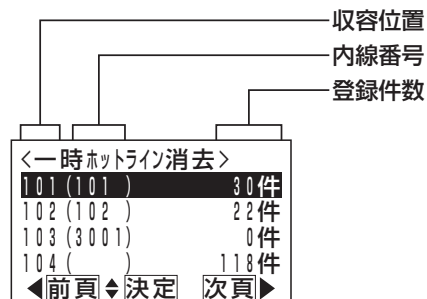 収容位置
内線番号
登録件数
<一時ﾎｯﾄﾗｲﾝ消去>
101(101 ) 30件
102(102 ) 22件
103(3001) 0件
104( ) 118件
◀前頁◆決定 次頁▶